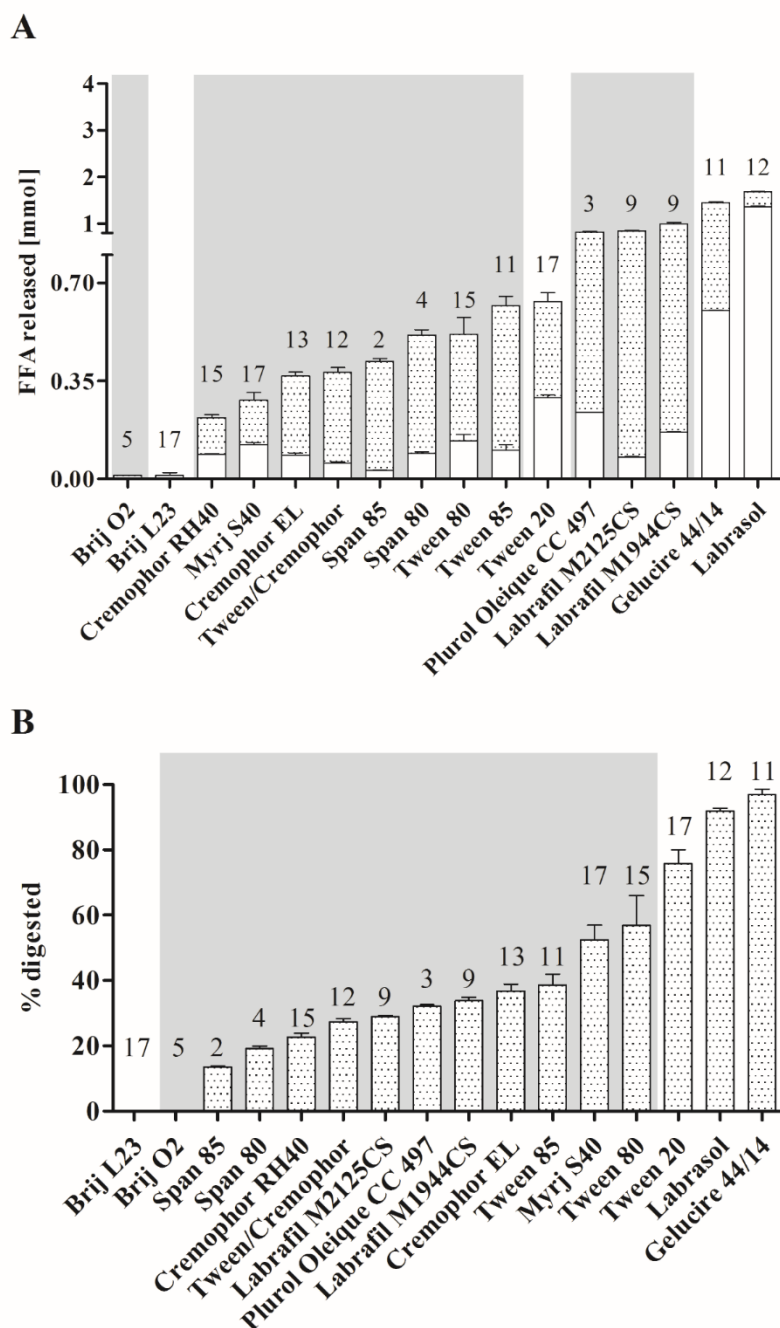 A
FFA released [mmol]
4
3
2
1
0.70
0.35
0.00
5
17
15
17
13
12
2
4
15
11
17
3
9
9
11
12
Brij O2
Brij L23
Cremophor RH40
Myrj S40
Cremophor EL
Tween/Cremophor
Span 85
Span 80
Tween 80
Tween 85
Tween 20
Plurol Oleique CC 497
Labrafil M2125CS
Labrafil M1944CS
Gelucire 44/14
Labrasol
B
% digested
100
80
60
40
20
0
17
5
2
4
15
12
9
3
9
13
11
17
15
17
12
11
Brij L23
Brij O2
Span 85
Span 80
Cremophor RH40
Tween/Cremophor
Labrafil M2125CS
Plurol Oleique CC 497
Labrafil M1944CS
Cremophor EL
Tween 85
Myrj S40
Tween 80
Tween 20
Labrasol
Gelucire 44/14